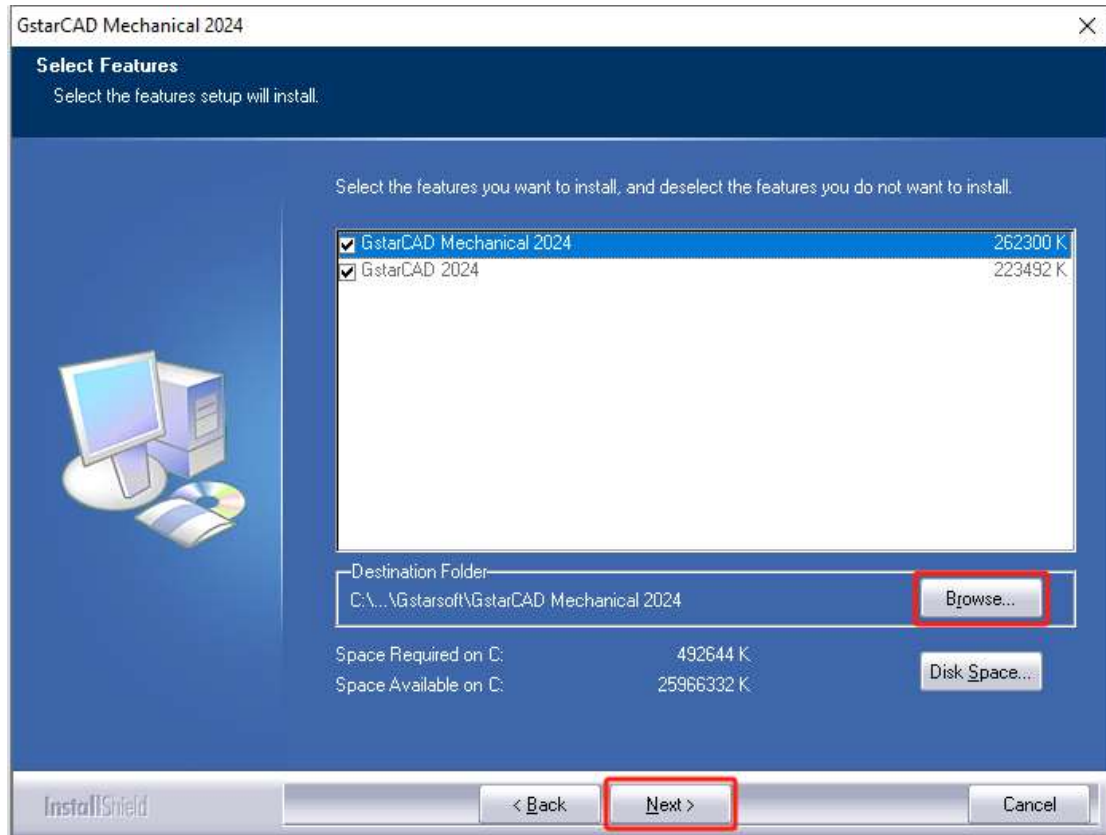 GstarCAD Mechanical 2024
Select Features
Select the features setup will install.
Select the features you want to install, and deselect the features you do not want to install.
GstarCAD Mechanical 2024 262300 K
GstarCAD 2024 223492 K
Destination Folder
C:\...\Gstarsoft\GstarCAD Mechanical 2024 Browse...
Space Required on C: 492644 K
Space Available on C: 25966332 K
Disk Space...
InstallShield < Back Next > Cancel